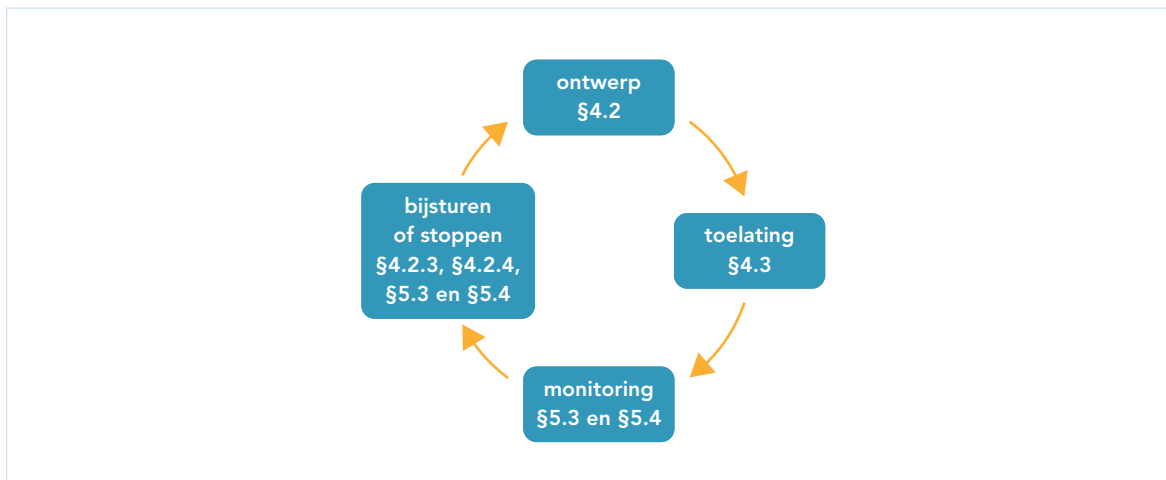 ontwerp
§4.2
bijsturen
of stoppen
§4.2.3, §4.2.4,
§5.3 en §5.4
toelating
§4.3
monitoring
§5.3 en §5.4